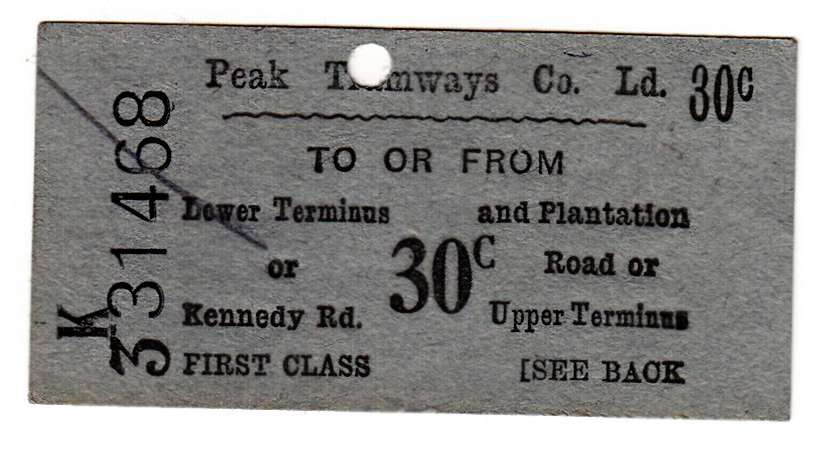 Peak Tramways Co. Ld. 30C
TO OR FROM
Lower Terminus and Plantation
or 30C Road or
Kennedy Rd. Upper Terminus
FIRST CLASS [SEE BACK
K 331468